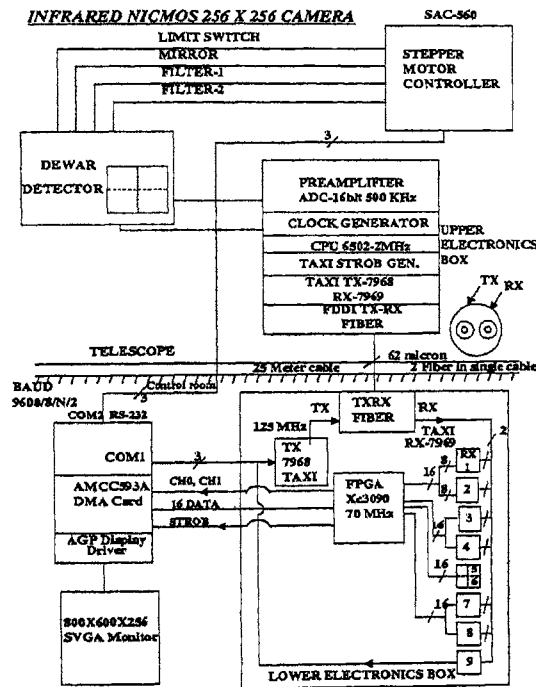 INFRARED NICMOS 256 X 256 CAMERA
SAC-560
LIMIT SWITCH
MIRROR
FILTER-1
FILTER-2
STEPPER
MOTOR
CONTROLLER
3
DEWAR
DETECTOR
PREAMPLIFIER
ADC-16bit 500 KHz
CLOCK GENERATOR
CPU 6502-2MHz
TAXI STROB GEN.
TAXI TX-7968
RX-7969
FDDI TX-RX
FIBER
UPPER
ELECTRONICS
BOX
TX
RX
TELESCOPE
62 micron
25 Meter cable
2 Fiber in single cable
BAUD
9600/8/N/2
3
Control room
COM2 RS-232
COM1
3
125 MHz
TX
TXRX
FIBER
RX
TAXI
RX-7969
2
TX
7968
TAXI
AMCC593A
DMA Card
CH0, CH1
16 DATA
STROB
AGP Display
Driver
FPGA
Xc3090
70 MHz
16
8
RX
1
8
2
16
3
4
16
5
6
16
7
8
9
800X600X256
SVGA Monitor
LOWER ELECTRONICS BOX